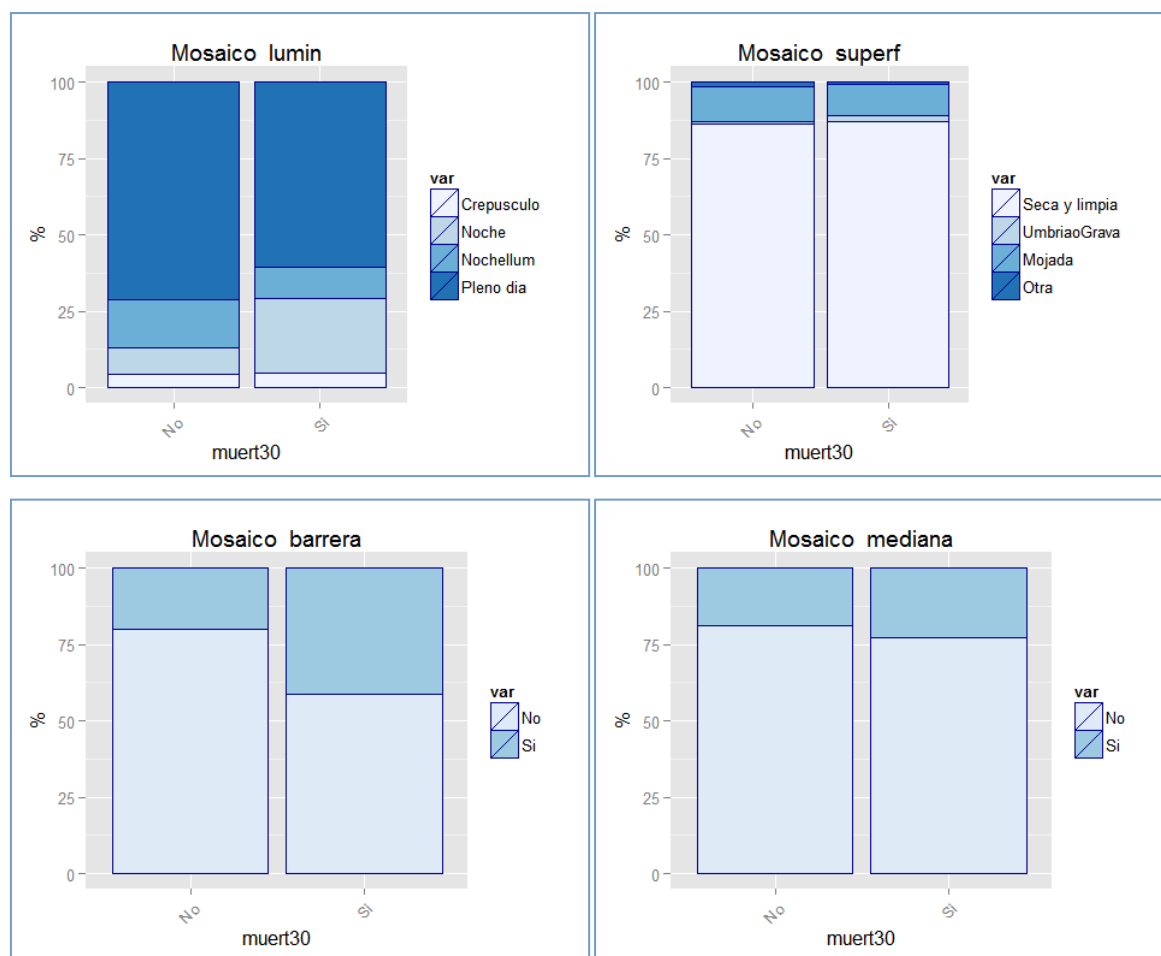 Mosaico lumin
100
75
50
25
0
%
No
Si
muert30
var
Crepusculo
Noche
Nochellum
Pleno dia
Mosaico superf
100
75
50
25
0
%
No
Si
muert30
var
Seca y limpia
UmbriaoGrava
Mojada
Otra
Mosaico barrera
100
75
50
25
0
%
No
Si
muert30
var
No
Si
Mosaico mediana
100
75
50
25
0
%
No
Si
muert30
var
No
Si